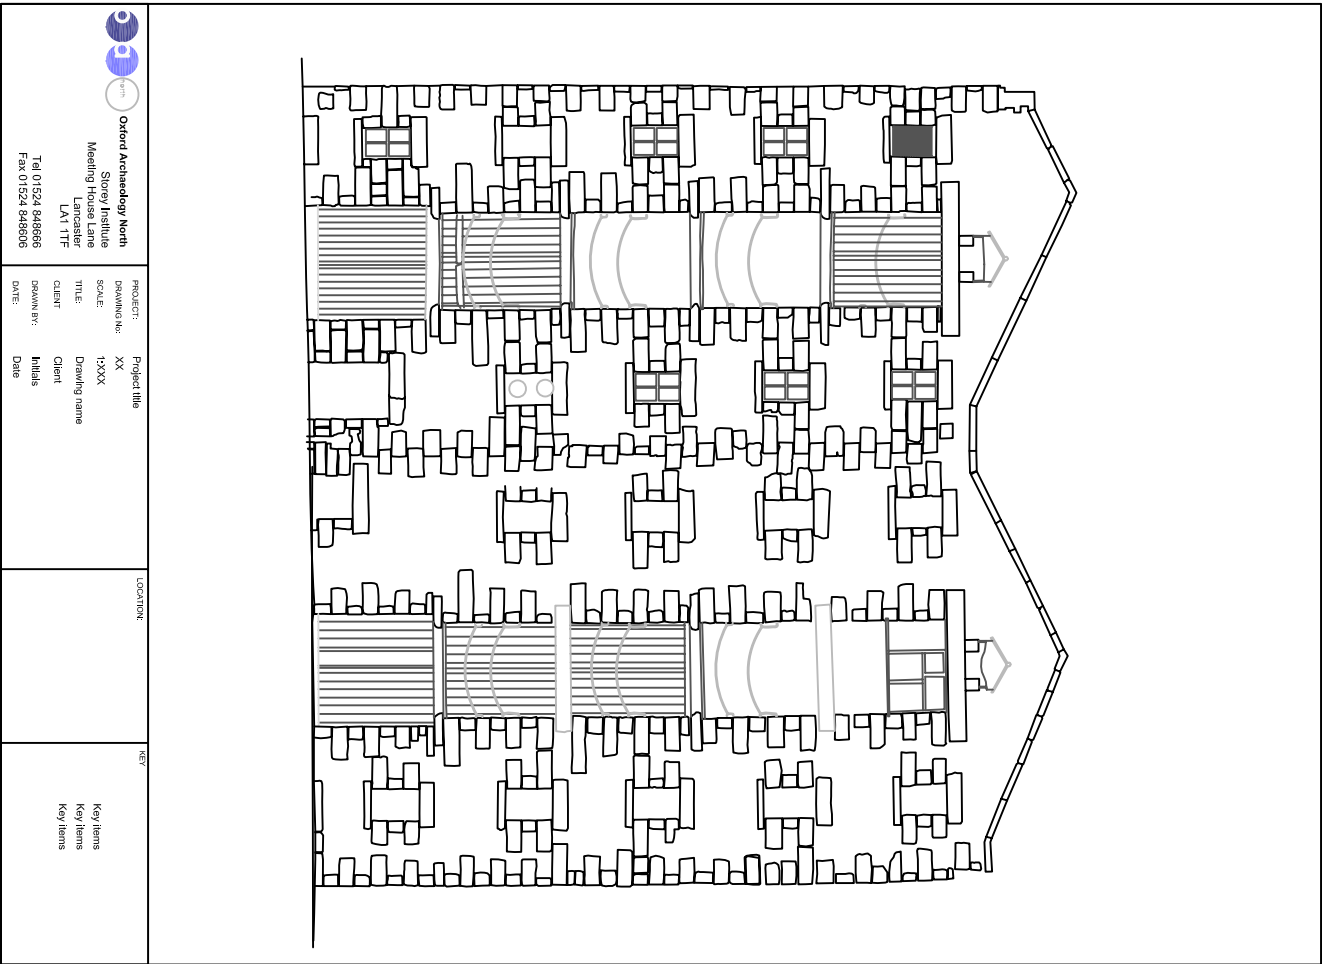 north
Oxford Archaeology North
Storey Institute
Meeting House Lane
Lancaster
LA1 1TF
Tel 01524 848666
Fax 01524 848606
PROJECT: Project title
DRAWING No: XX
SCALE: 1:XXX
TITLE: Drawing name
CLIENT Client
DRAWN BY: Initials
DATE: Date
LOCATION:
KEY
Key items
Key items
Key items